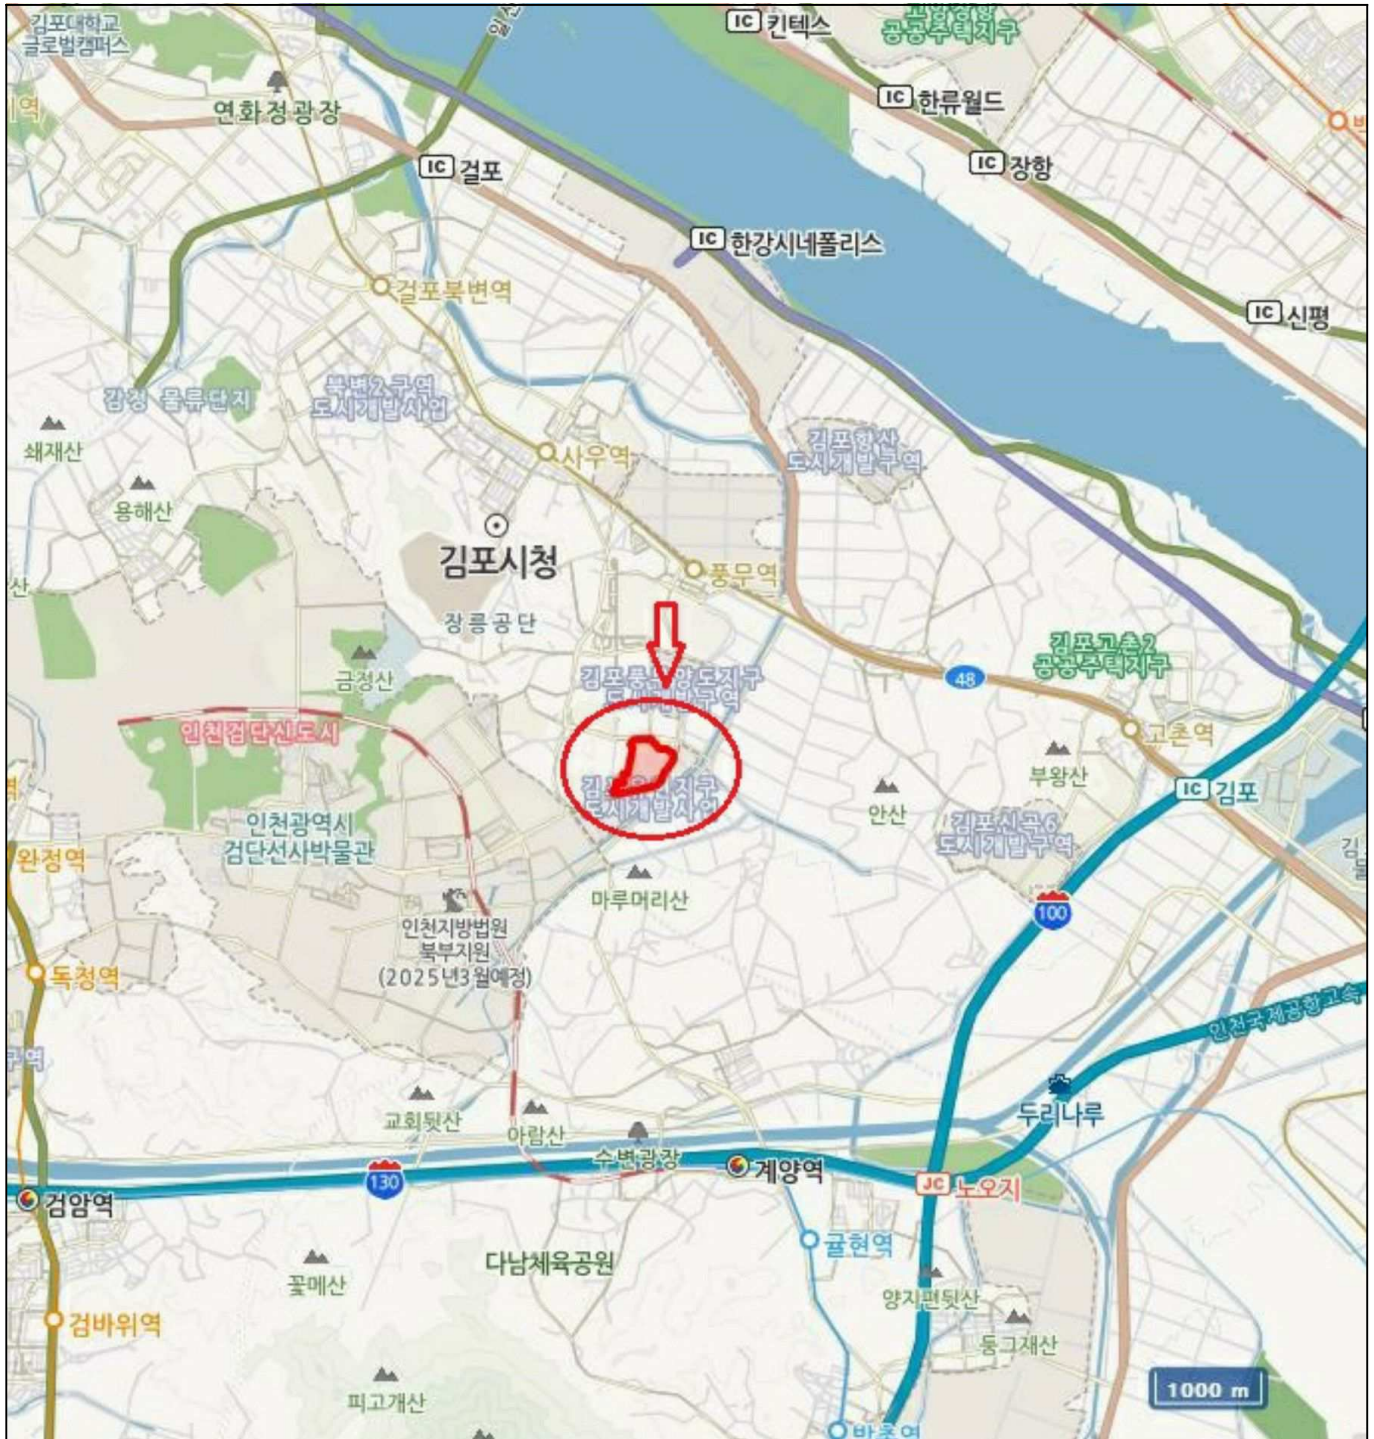 김포대학교
글로벌캠퍼스
일산
IC 킨텍스
공공주택지구
IC 한류월드
연화정광장
IC 걸포
IC 장항
IC 한강시네폴리스
걸포북변역
IC 신평
감정 물류단지
북변2구역
도시개발사업
쇄재산
사우역
김포향산
도시개발구역
용해산
김포시청
풍무역
장릉공단
금정산
48
김포고촌2
공공주택지구
인천검단신도시
고촌역
부왕산
IC 김포
안산
인천광역시
검단선사박물관
김포신곡6
도시개발구역
완정역
마루머리산
100
인천지방법원
북부지원
(2025년3월예정)
독정역
인천국제공항고속
구역
두리나루
교회뒷산
아람산
수변광장
계양역
130
JC 노오지
검암역
귤현역
다남체육공원
꽃메산
양지편뒷산
검바위역
둥그재산
피고개산
1000 m